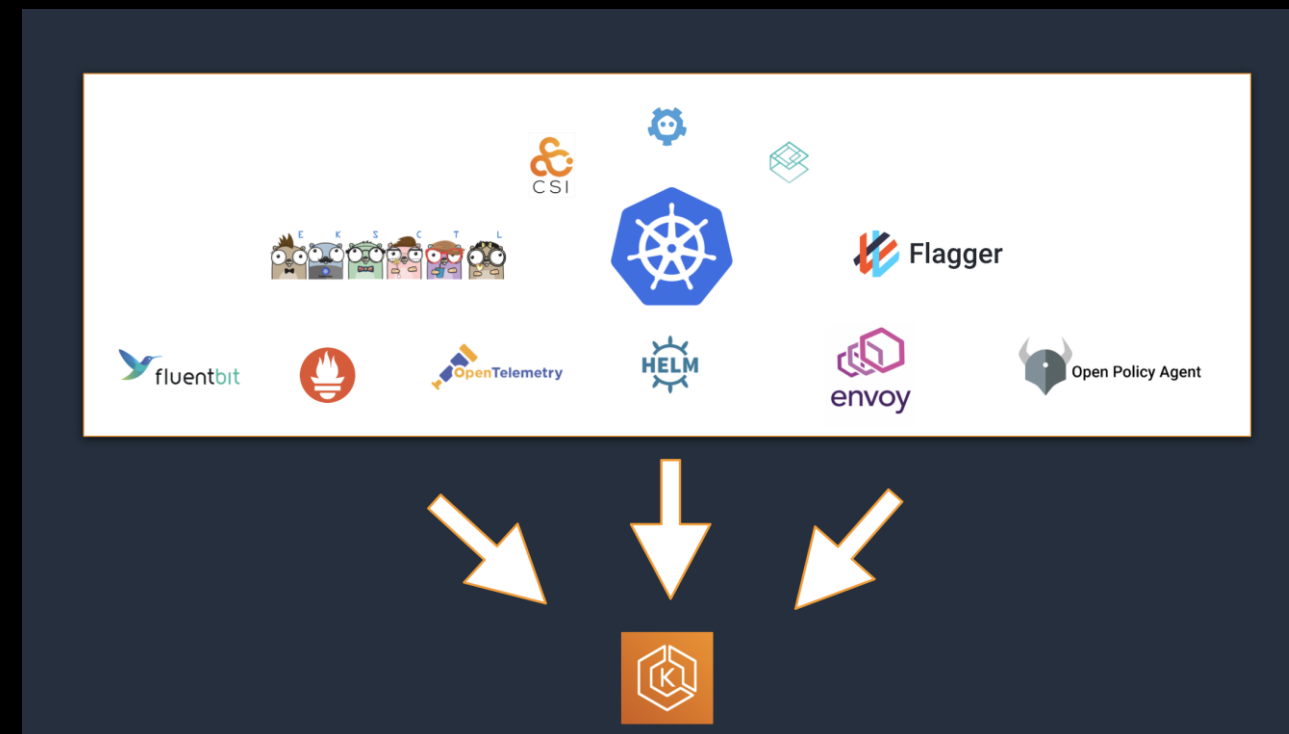 CSI
E K S C T L
Flagger
fluentbit
OpenTelemetry
HELM
envoy
Open Policy Agent
K